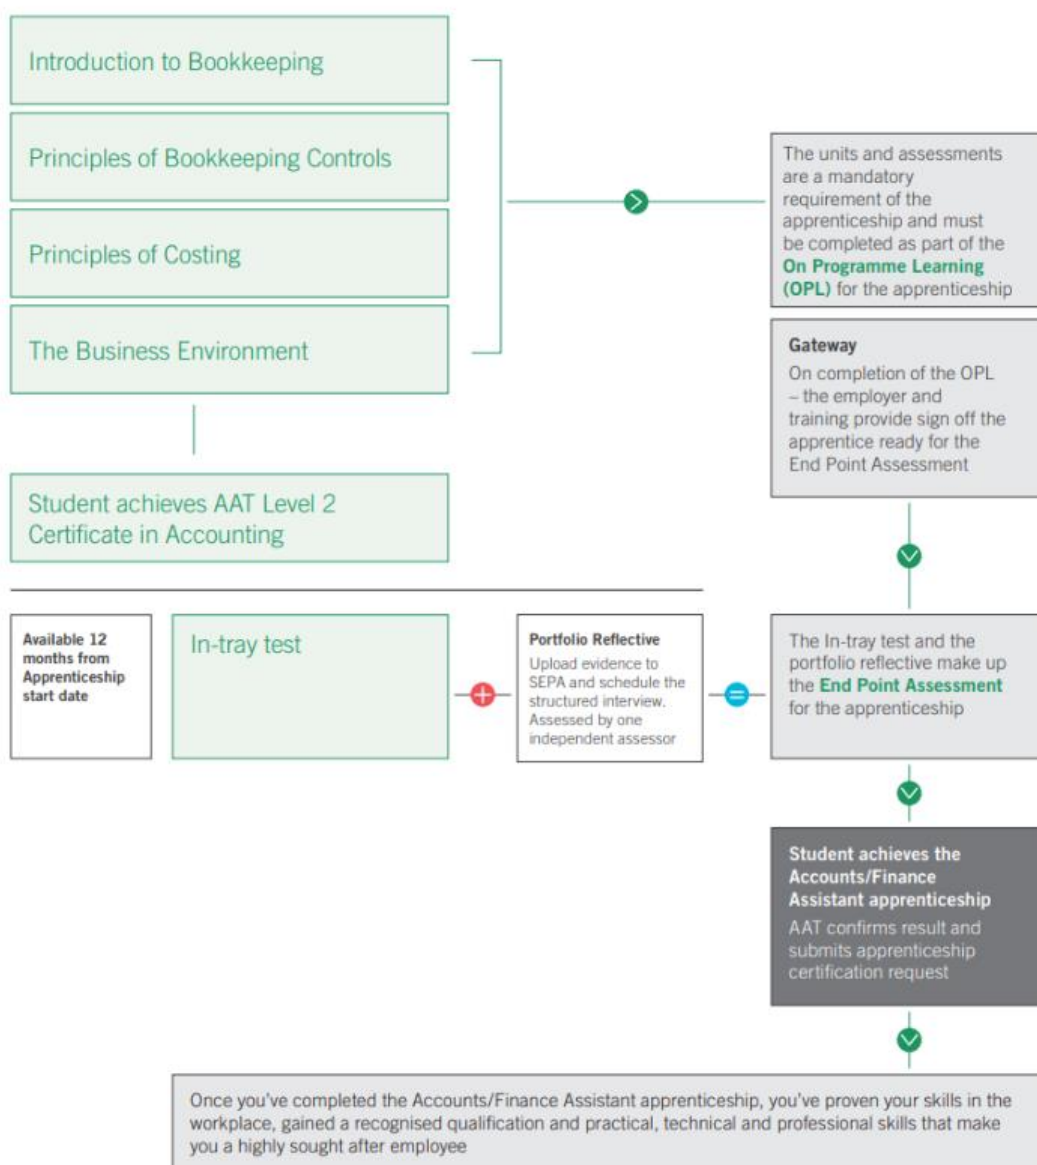 Introduction to Bookkeeping
Principles of Bookkeeping Controls
Principles of Costing
The Business Environment
The units and assessments
are a mandatory
requirement of the
apprenticeship and must
be completed as part of the
On Programme Learning
(OPL) for the apprenticeship
Gateway
On completion of the OPL
– the employer and
training provide sign off the
apprentice ready for the
End Point Assessment
Student achieves AAT Level 2
Certificate in Accounting
Available 12
months from
Apprenticeship
start date
In-tray test
Portfolio Reflective
Upload evidence to
SEPA and schedule the
structured interview.
Assessed by one
independent assessor
The In-tray test and the
portfolio reflective make up
the End Point Assessment
for the apprenticeship
Student achieves the
Accounts/Finance
Assistant apprenticeship
AAT confirms result and
submits apprenticeship
certification request
Once you’ve completed the Accounts/Finance Assistant apprenticeship, you’ve proven your skills in the
workplace, gained a recognised qualification and practical, technical and professional skills that make
you a highly sought after employee